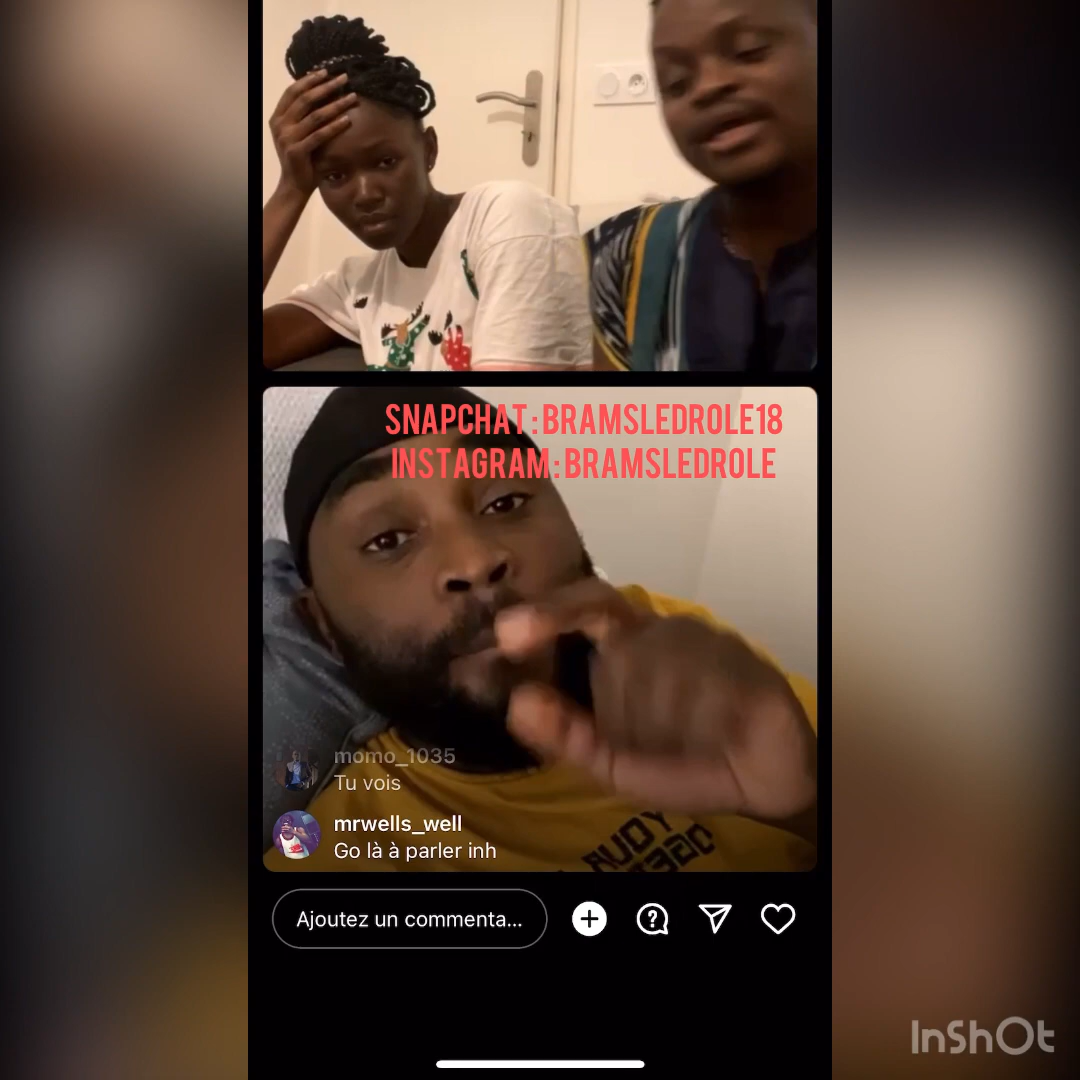 SNAPCHAT : BRAMSLEDROLE18
INSTAGRAM : BRAMSLEDROLE
momo_1035
Tu vois
mrwells_well
Go là à parler inh
Ajoutez un commenta...
InShOt